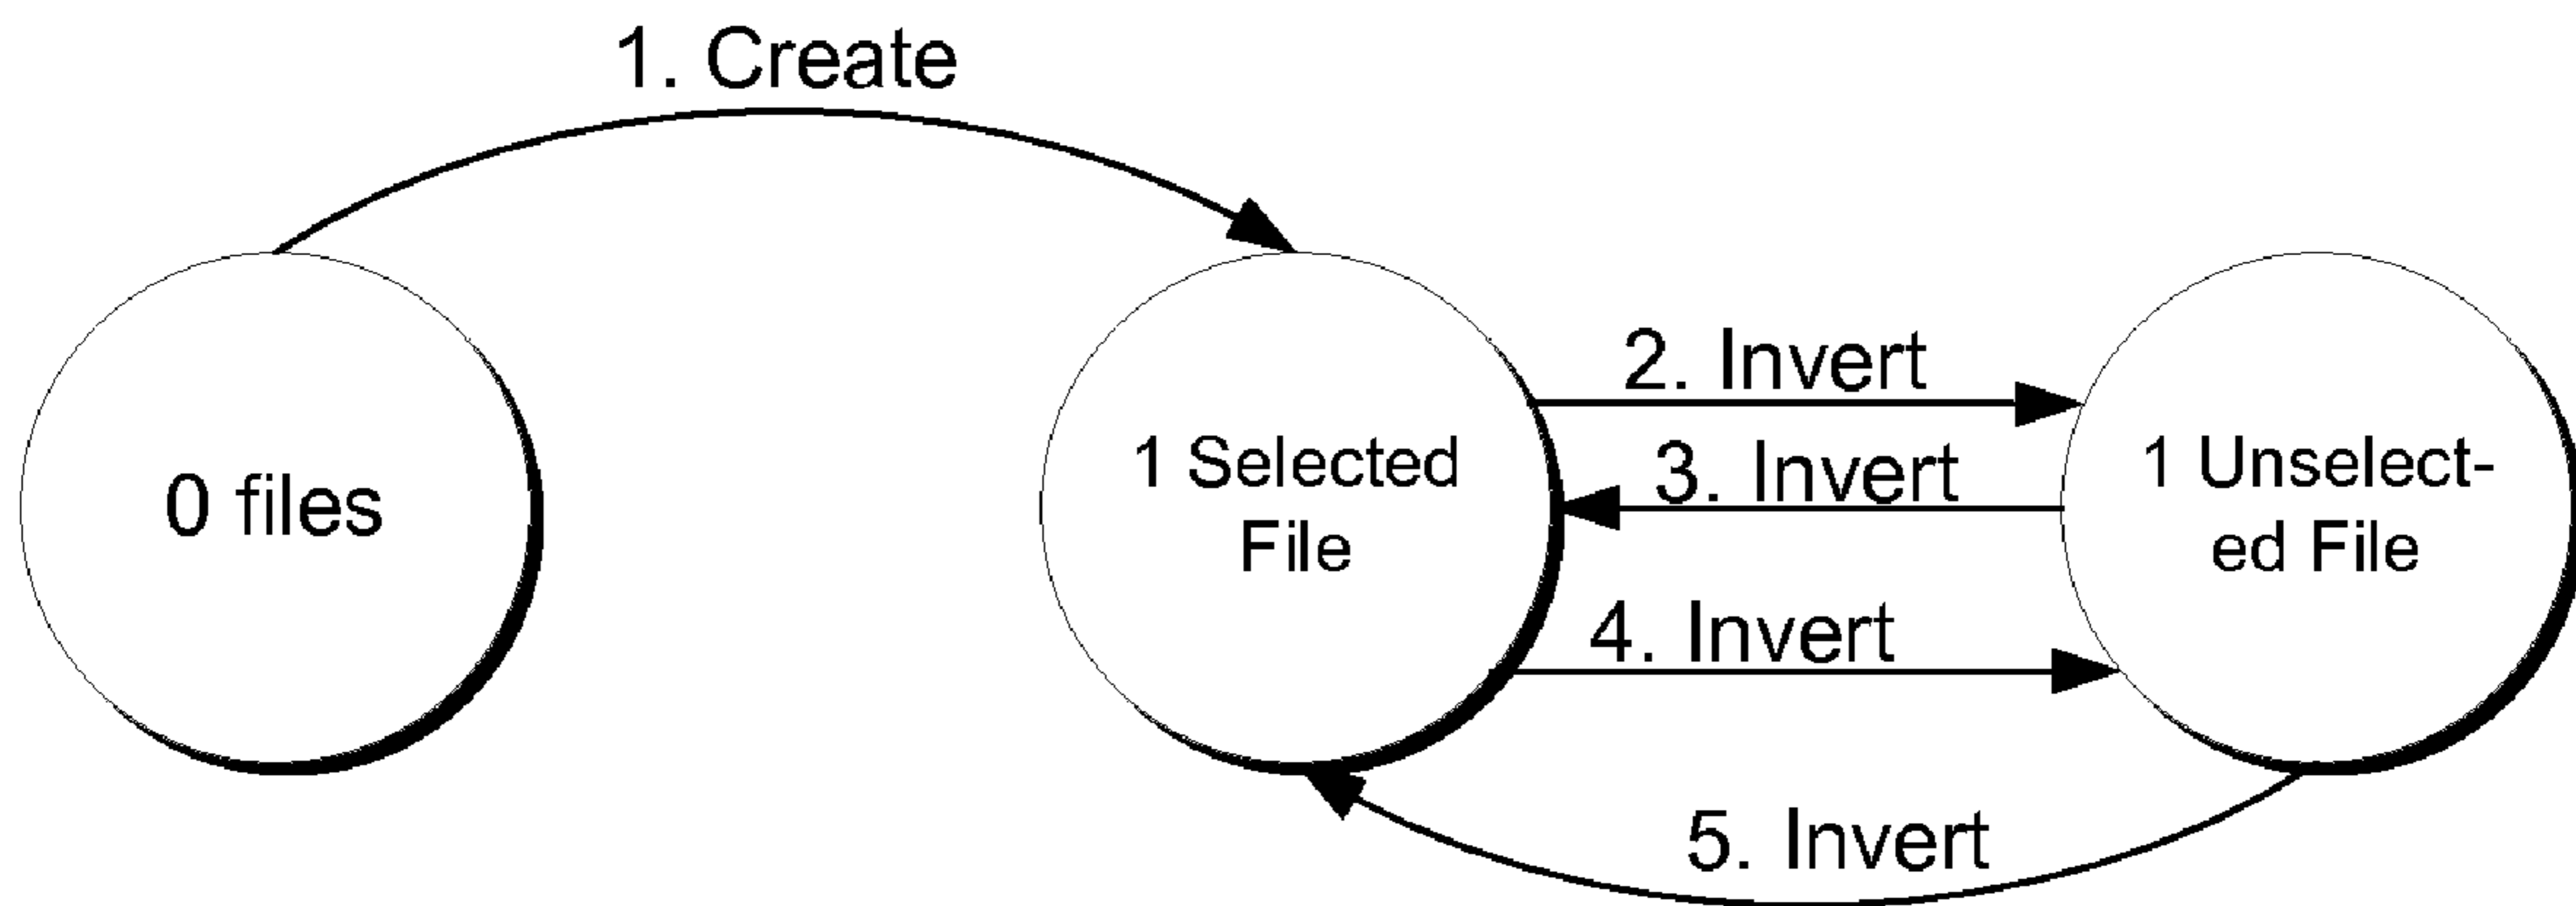 1. Create
0 files
1 Selected
File
2. Invert
3. Invert
4. Invert
5. Invert
1 Unselect-
ed File